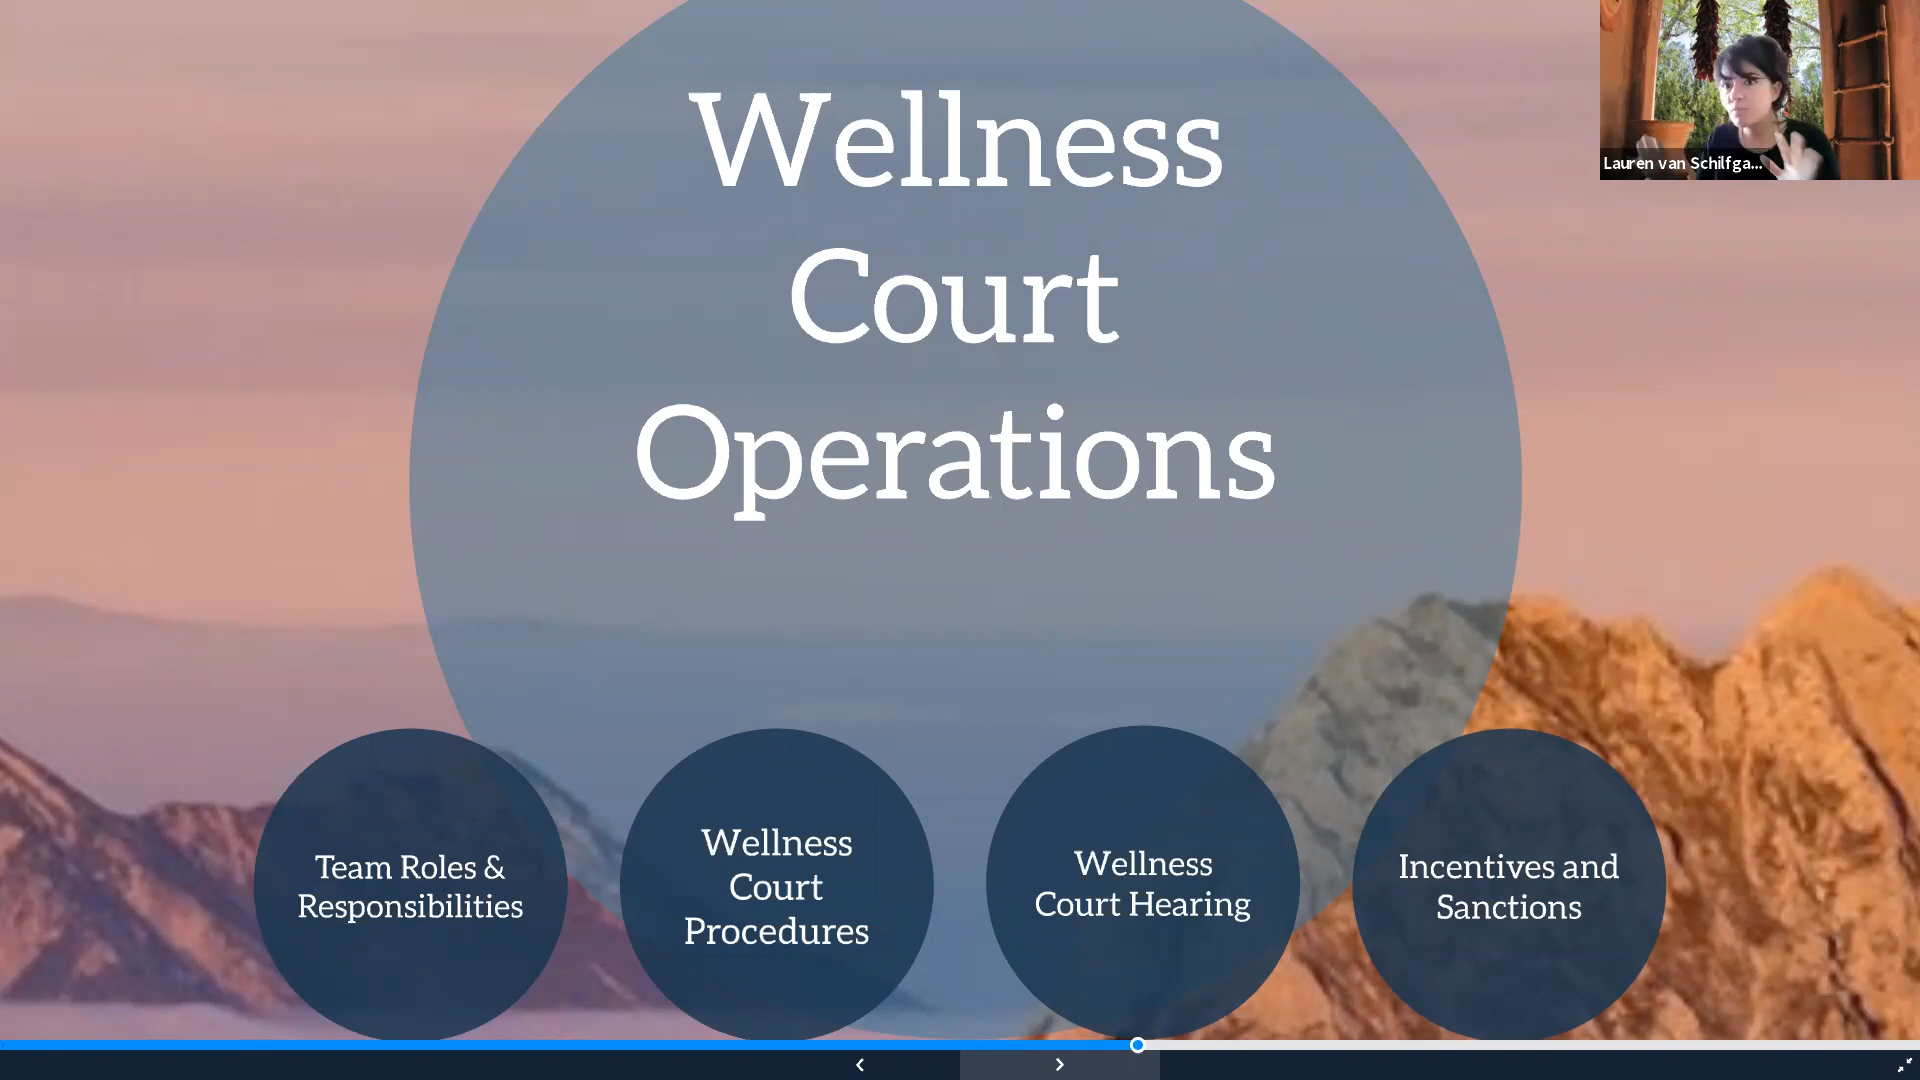 Wellness
Court
Operations
Lauren van Schilfga...
Team Roles &
Responsibilities
Wellness
Court
Procedures
Wellness
Court Hearing
Incentives and
Sanctions